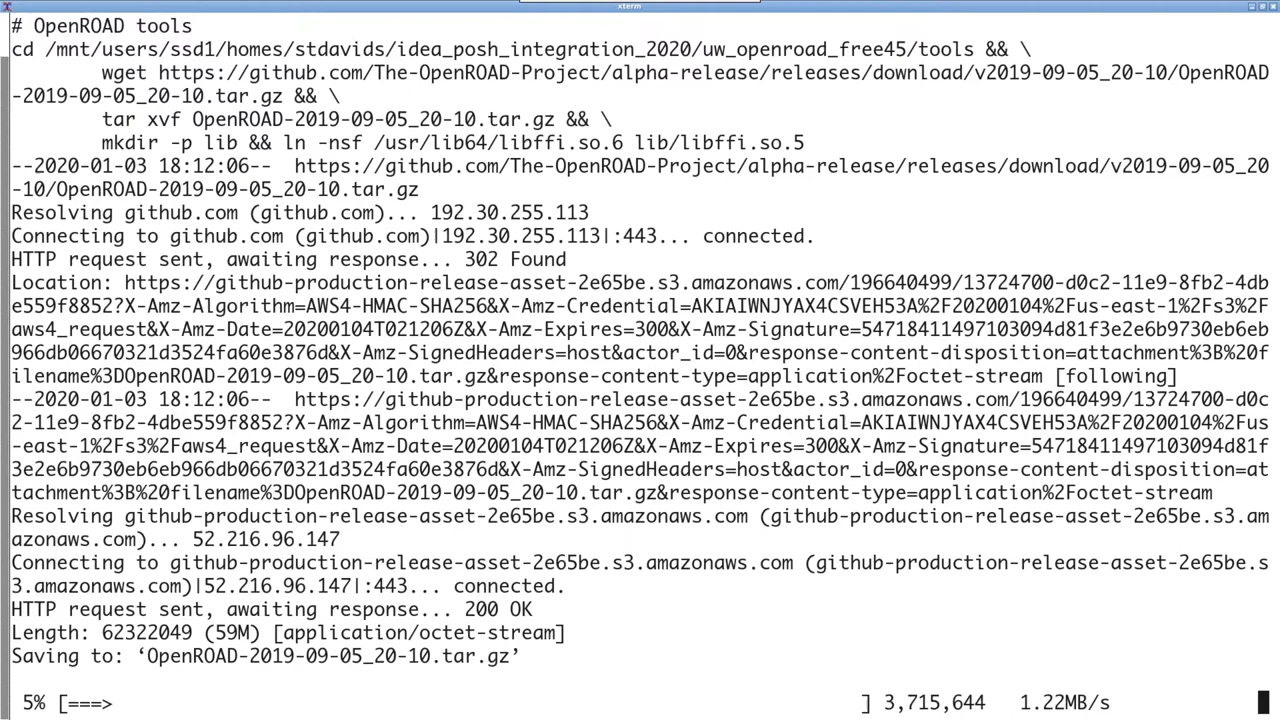 xterm
# OpenROAD tools
cd /mnt/users/ssd1/homes/stdavids/idea_posh_integration_2020/uw_openroad_free45/tools && \
        wget https://github.com/The-OpenROAD-Project/alpha-release/releases/download/v2019-09-05_20-10/OpenROAD
-2019-09-05_20-10.tar.gz && \
        tar xvf OpenROAD-2019-09-05_20-10.tar.gz && \
        mkdir -p lib && ln -nsf /usr/lib64/libffi.so.6 lib/libffi.so.5
--2020-01-03 18:12:06--  https://github.com/The-OpenROAD-Project/alpha-release/releases/download/v2019-09-05_20
-10/OpenROAD-2019-09-05_20-10.tar.gz
Resolving github.com (github.com)... 192.30.255.113
Connecting to github.com (github.com)|192.30.255.113|:443... connected.
HTTP request sent, awaiting response... 302 Found
Location: https://github-production-release-asset-2e65be.s3.amazonaws.com/196640499/13724700-d0c2-11e9-8fb2-4db
e559f8852?X-Amz-Algorithm=AWS4-HMAC-SHA256&X-Amz-Credential=AKIAIWNJYAX4CSVEH53A%2F20200104%2Fus-east-1%2Fs3%2F
aws4_request&X-Amz-Date=20200104T021206Z&X-Amz-Expires=300&X-Amz-Signature=54718411497103094d81f3e2e6b9730eb6eb
966db06670321d3524fa60e3876d&X-Amz-SignedHeaders=host&actor_id=0&response-content-disposition=attachment%3B%20f
ilename%3DOpenROAD-2019-09-05_20-10.tar.gz&response-content-type=application%2Foctet-stream [following]
--2020-01-03 18:12:06--  https://github-production-release-asset-2e65be.s3.amazonaws.com/196640499/13724700-d0c
2-11e9-8fb2-4dbe559f8852?X-Amz-Algorithm=AWS4-HMAC-SHA256&X-Amz-Credential=AKIAIWNJYAX4CSVEH53A%2F20200104%2Fus
-east-1%2Fs3%2Faws4_request&X-Amz-Date=20200104T021206Z&X-Amz-Expires=300&X-Amz-Signature=54718411497103094d81f
3e2e6b9730eb6eb966db06670321d3524fa60e3876d&X-Amz-SignedHeaders=host&actor_id=0&response-content-disposition=at
tachment%3B%20filename%3DOpenROAD-2019-09-05_20-10.tar.gz&response-content-type=application%2Foctet-stream
Resolving github-production-release-asset-2e65be.s3.amazonaws.com (github-production-release-asset-2e65be.s3.am
azonaws.com)... 52.216.96.147
Connecting to github-production-release-asset-2e65be.s3.amazonaws.com (github-production-release-asset-2e65be.s
3.amazonaws.com)|52.216.96.147|:443... connected.
HTTP request sent, awaiting response... 200 OK
Length: 62322049 (59M) [application/octet-stream]
Saving to: ‘OpenROAD-2019-09-05_20-10.tar.gz’
 5% [===>                                                                  ] 3,715,644   1.22MB/s